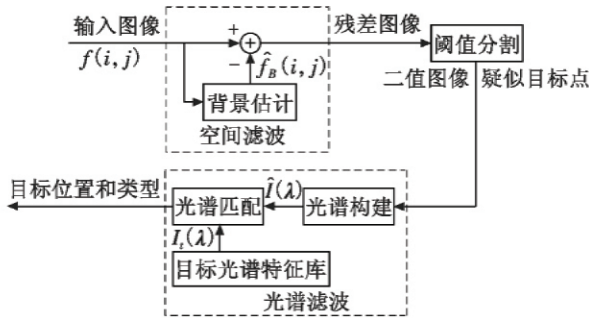 输入图像
f(i,j)
+
+
−
f̂_B(i,j)
背景估计
空间滤波
残差图像
阈值分割
二值图像 疑似目标点
目标位置和类型
光谱匹配
Î(λ)
光谱构建
I_t(λ)
目标光谱特征库
光谱滤波